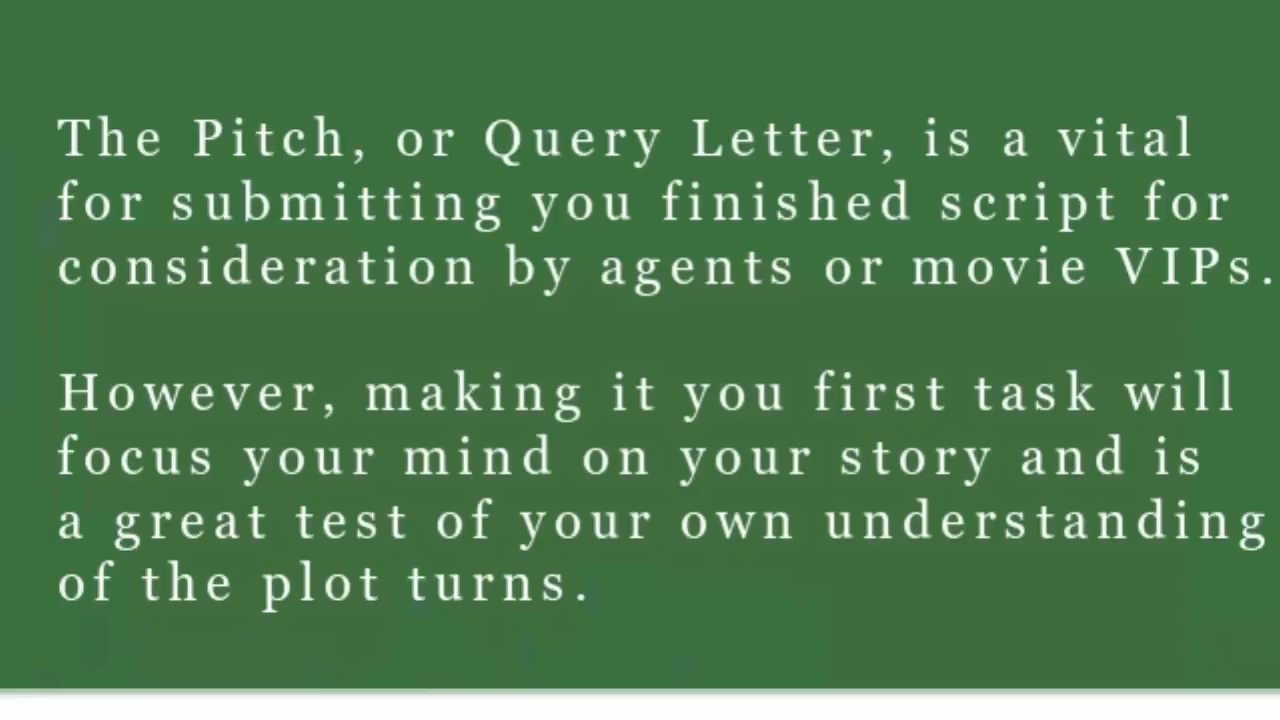 The Pitch, or Query Letter, is a vital
for submitting you finished script for
consideration by agents or movie VIPs.
However, making it you first task will
focus your mind on your story and is
a great test of your own understanding
of the plot turns.